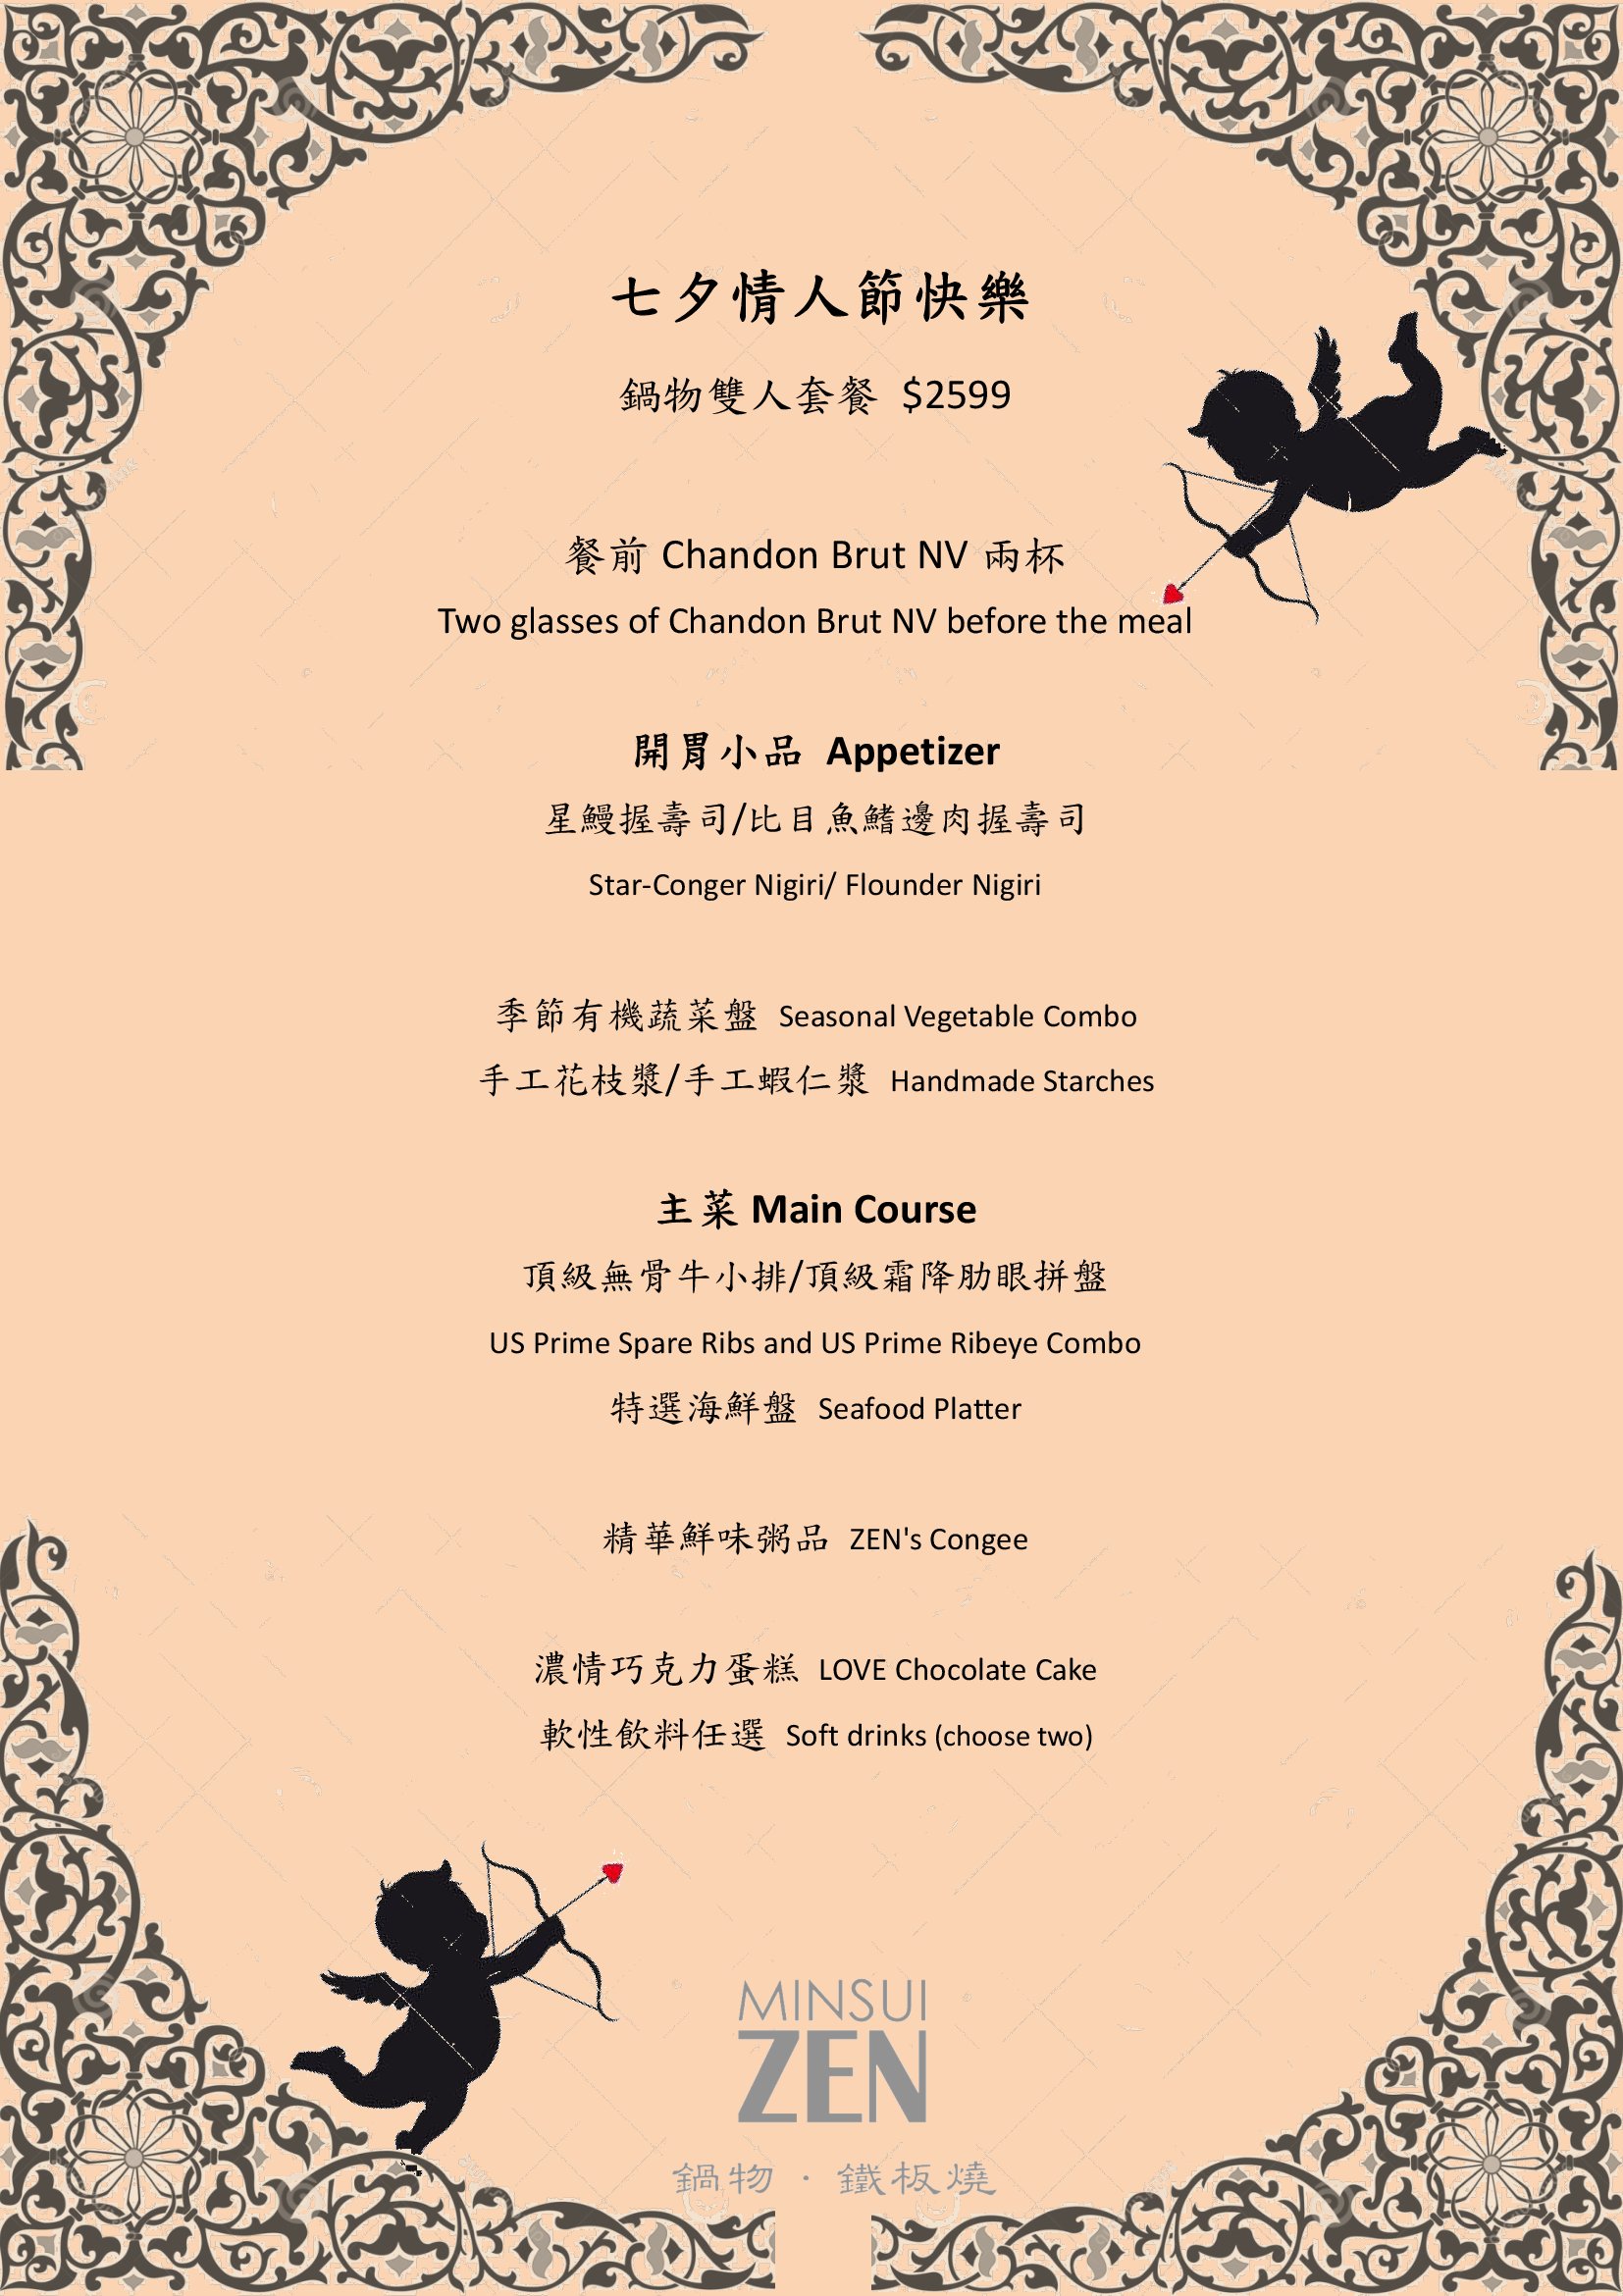 七夕情人節快樂
鍋物雙人套餐 $2599
餐前 Chandon Brut NV 兩杯
Two glasses of Chandon Brut NV before the meal
開胃小品 Appetizer
星鰻握壽司/比目魚鰭邊肉握壽司
Star-Conger Nigiri/ Flounder Nigiri
季節有機蔬菜盤 Seasonal Vegetable Combo
手工花枝漿/手工蝦仁漿 Handmade Starches
主菜 Main Course
頂級無骨牛小排/頂級霜降肋眼拼盤
US Prime Spare Ribs and US Prime Ribeye Combo
特選海鮮盤 Seafood Platter
精華鮮味粥品 ZEN's Congee
濃情巧克力蛋糕 LOVE Chocolate Cake
軟性飲料任選 Soft drinks (choose two)
MINSUI
ZEN
鍋物 · 鐵板燒